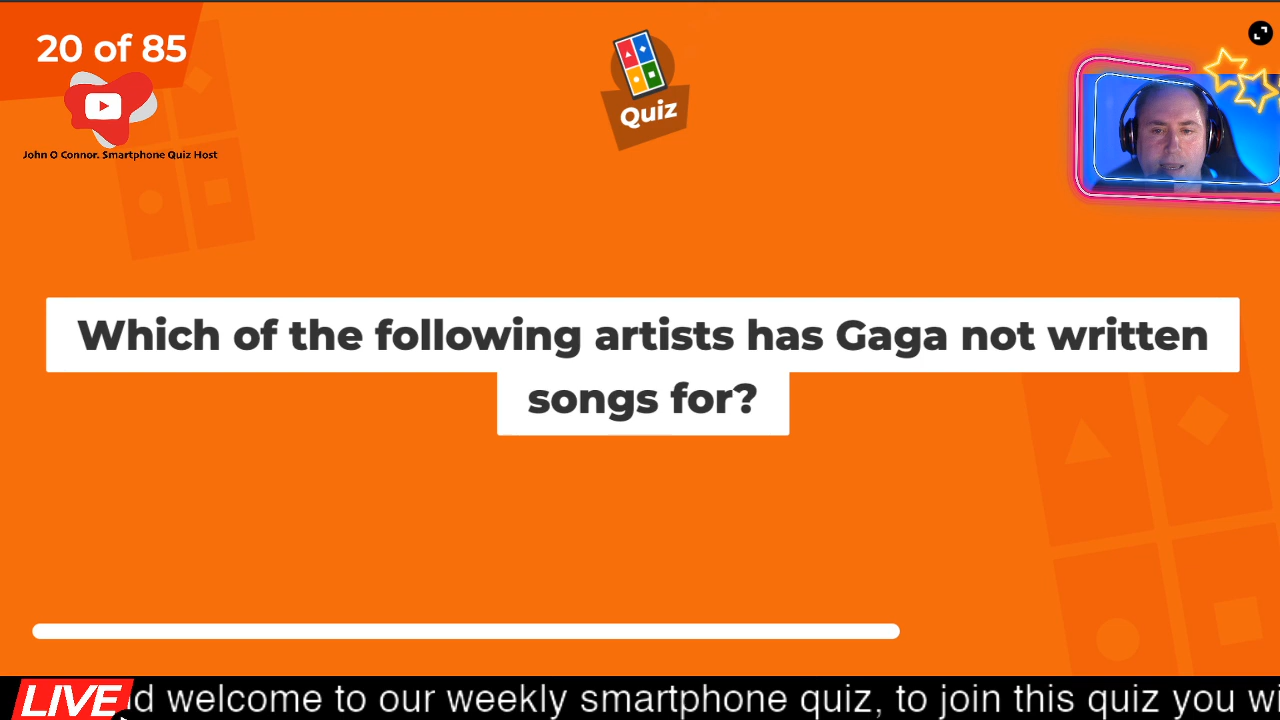 20 of 85
John O Connor. Smartphone Quiz Host
Quiz
Which of the following artists has Gaga not written
songs for?
LIVE
d welcome to our weekly smartphone quiz, to join this quiz you wi